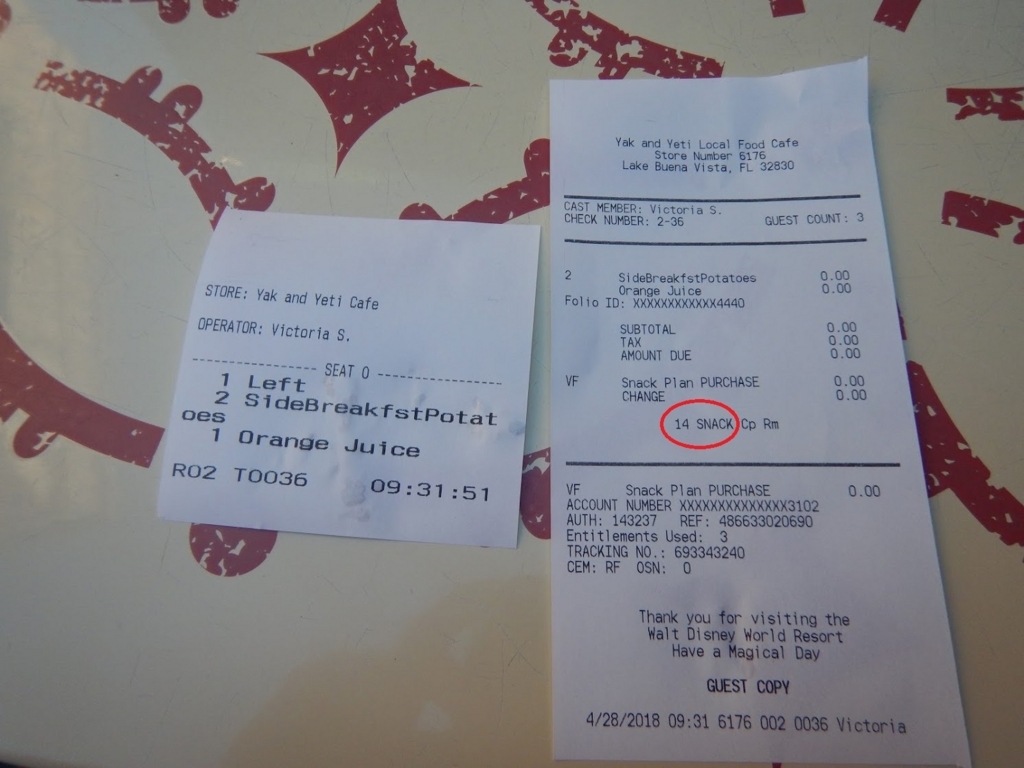 STORE: Yak and Yeti Cafe
OPERATOR: Victoria S.
---------------- SEAT 0 ----------------
1 Left
2 SideBreakfstPotat
oes
1 Orange Juice
R02 T0036 09:31:51
Yak and Yeti Local Food Cafe
Store Number 6176
Lake Buena Vista, FL 32830
CAST MEMBER: Victoria S.
CHECK NUMBER: 2-36 GUEST COUNT: 3
2 SideBreakfstPotatoes 0.00
Orange Juice 0.00
Folio ID: XXXXXXXXXXXX4440
SUBTOTAL 0.00
TAX 0.00
AMOUNT DUE 0.00
VF Snack Plan PURCHASE 0.00
CHANGE 0.00
14 SNACK Cp Rm
VF Snack Plan PURCHASE 0.00
ACCOUNT NUMBER XXXXXXXXXXXXXX3102
AUTH: 143237 REF: 486633020690
Entitlements Used: 3
TRACKING NO.: 693343240
CEM: RF OSN: 0
Thank you for visiting the
Walt Disney World Resort
Have a Magical Day
GUEST COPY
4/28/2018 09:31 6176 002 0036 Victoria